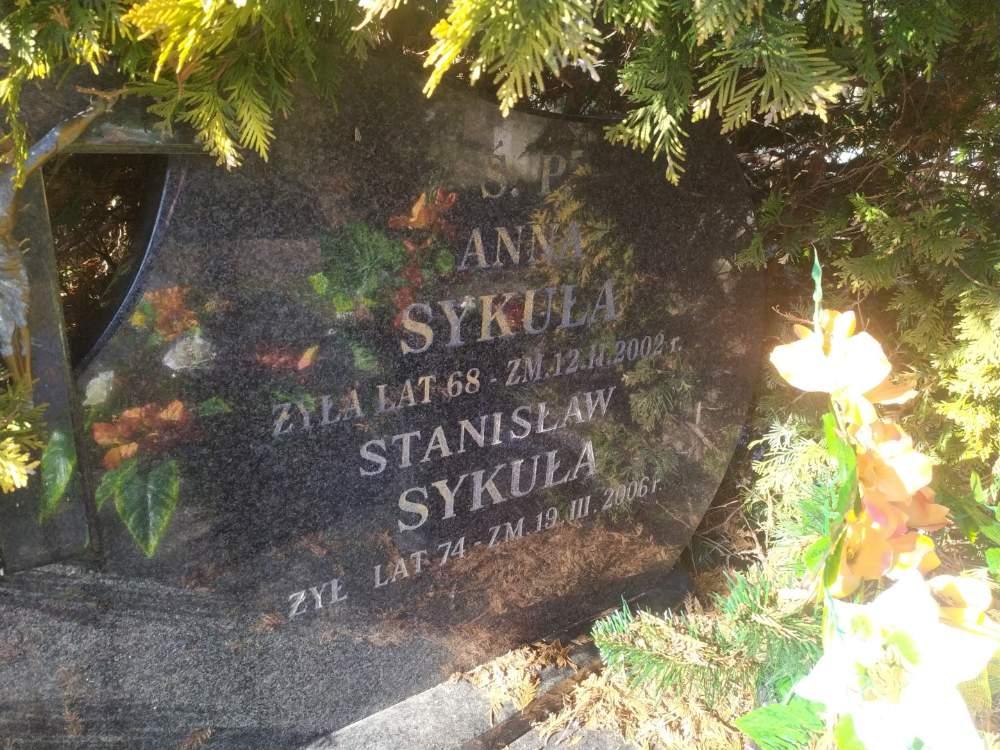 Ś. P.
ANNA
SYKUŁA
ŻYŁA LAT 68 - ZM. 12. II. 2002 r.
STANISŁAW
SYKUŁA
ŻYŁ LAT 74 - ZM. 19. III. 2006 r.